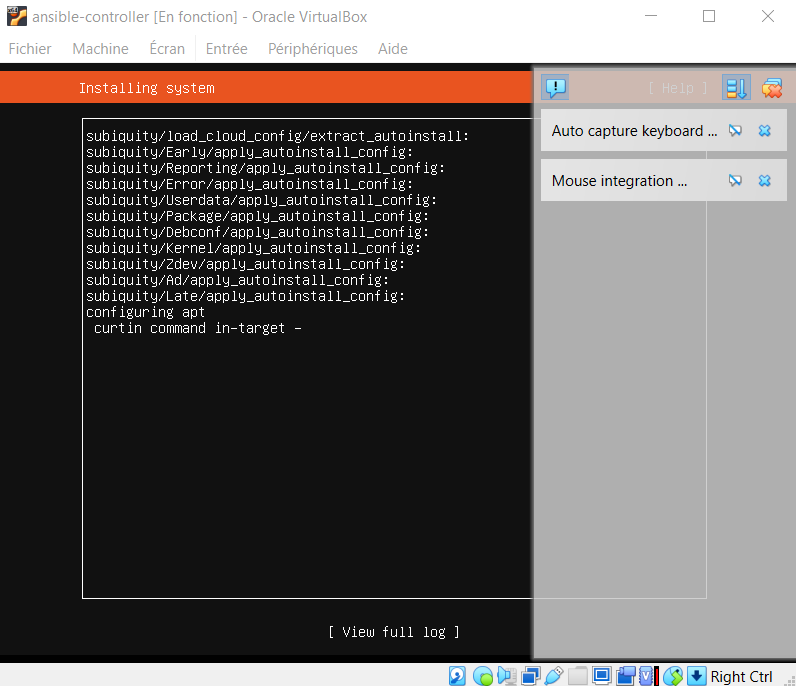 ansible-controller [En fonction] - Oracle VirtualBox
Fichier Machine Écran Entrée Périphériques Aide
Installing system
[ Help ]
Auto capture keyboard ...
Mouse integration ...
subiquity/load_cloud_config/extract_autoinstall:
subiquity/Early/apply_autoinstall_config:
subiquity/Reporting/apply_autoinstall_config:
subiquity/Error/apply_autoinstall_config:
subiquity/Userdata/apply_autoinstall_config:
subiquity/Package/apply_autoinstall_config:
subiquity/Debconf/apply_autoinstall_config:
subiquity/Kernel/apply_autoinstall_config:
subiquity/Zdev/apply_autoinstall_config:
subiquity/Ad/apply_autoinstall_config:
subiquity/Late/apply_autoinstall_config:
configuring apt
curtin command in-target -
[ View full log ]
Right Ctrl